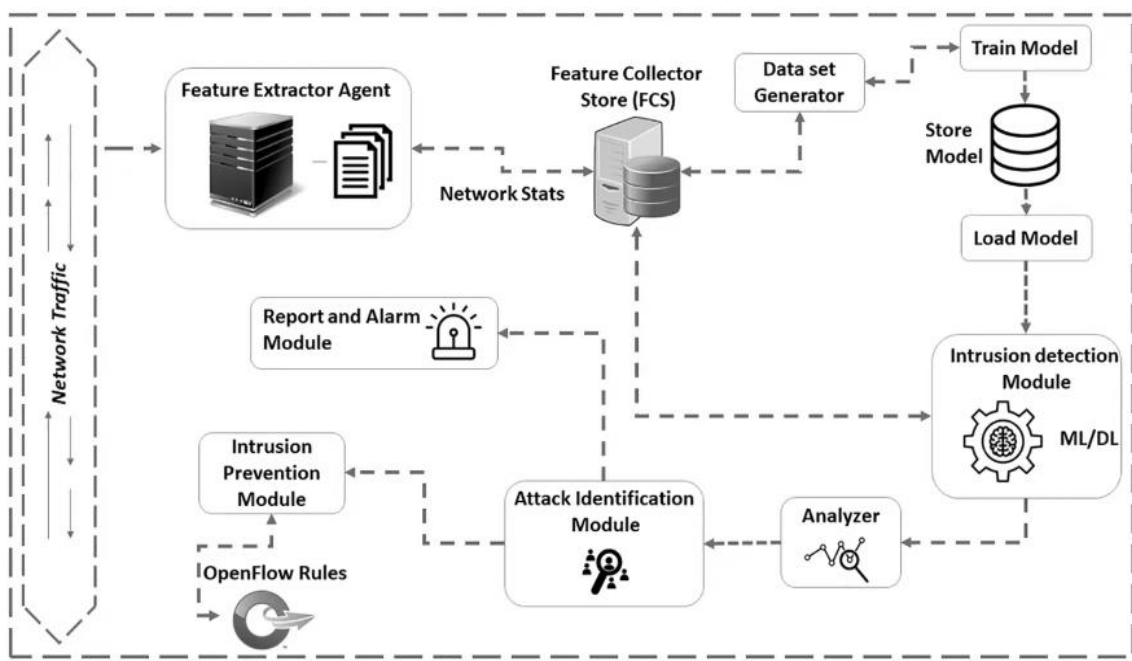 Network Traffic
Feature Extractor Agent
Network Stats
Feature Collector
Store (FCS)
Data set
Generator
Train Model
Store
Model
Load Model
Report and Alarm
Module
Intrusion detection
Module
ML/DL
Intrusion
Prevention
Module
Attack Identification
Module
Analyzer
OpenFlow Rules